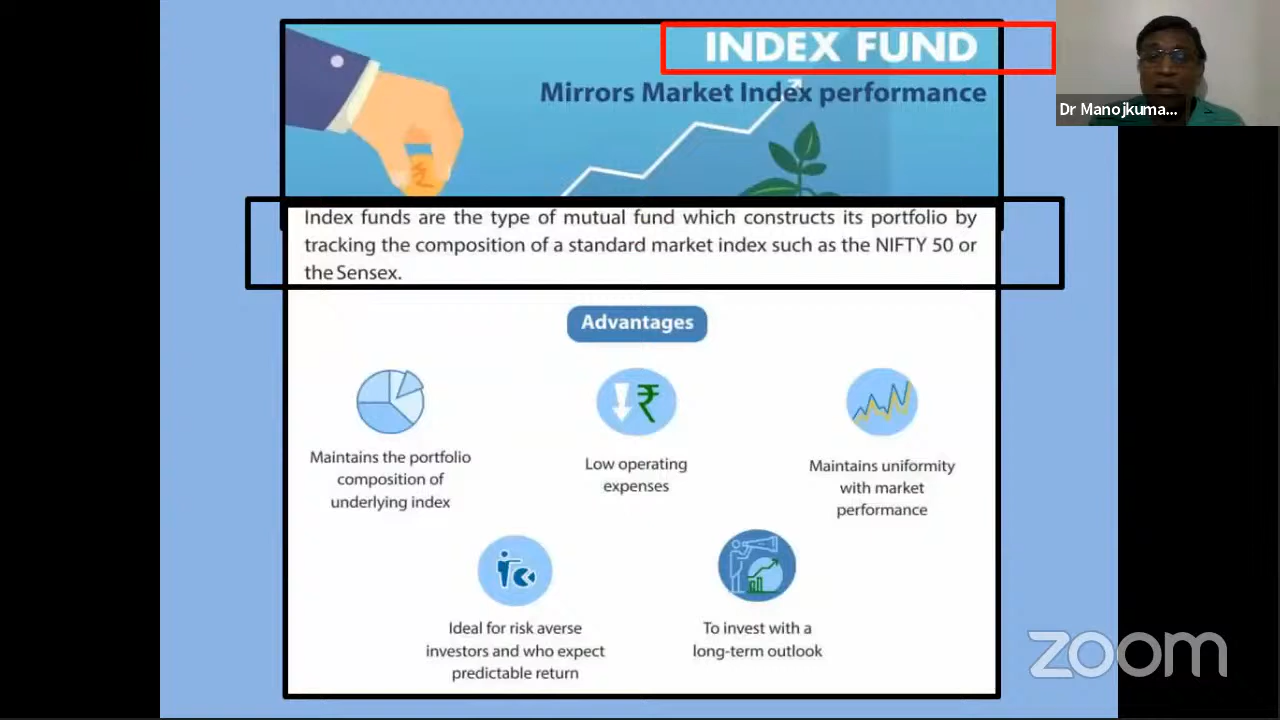 INDEX FUND
Mirrors Market Index performance
Dr Manojkuma...
Index funds are the type of mutual fund which constructs its portfolio by
tracking the composition of a standard market index such as the NIFTY 50 or
the Sensex.
Advantages
₹
Maintains the portfolio
composition of
underlying index
Low operating
expenses
Maintains uniformity
with market
performance
Ideal for risk averse
investors and who expect
predictable return
To invest with a
long-term outlook
zoom